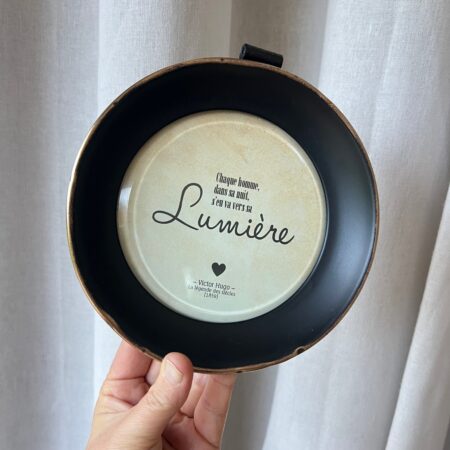 Chaque homme,
dans sa nuit,
s'en va vers sa
Lumière
– Victor Hugo –
La légende des siècles
(1859)